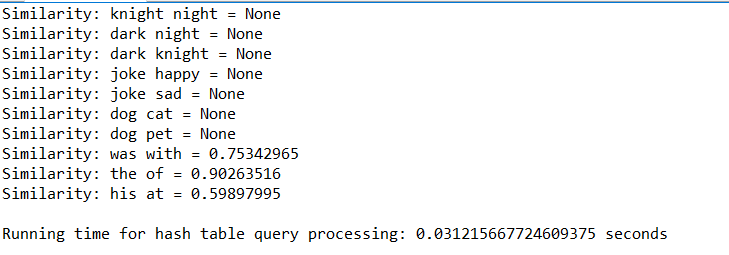 Similarity: knight night = None
Similarity: dark night = None
Similarity: dark knight = None
Similarity: joke happy = None
Similarity: joke sad = None
Similarity: dog cat = None
Similarity: dog pet = None
Similarity: was with = 0.75342965
Similarity: the of = 0.90263516
Similarity: his at = 0.59897995
Running time for hash table query processing: 0.031215667724609375 seconds